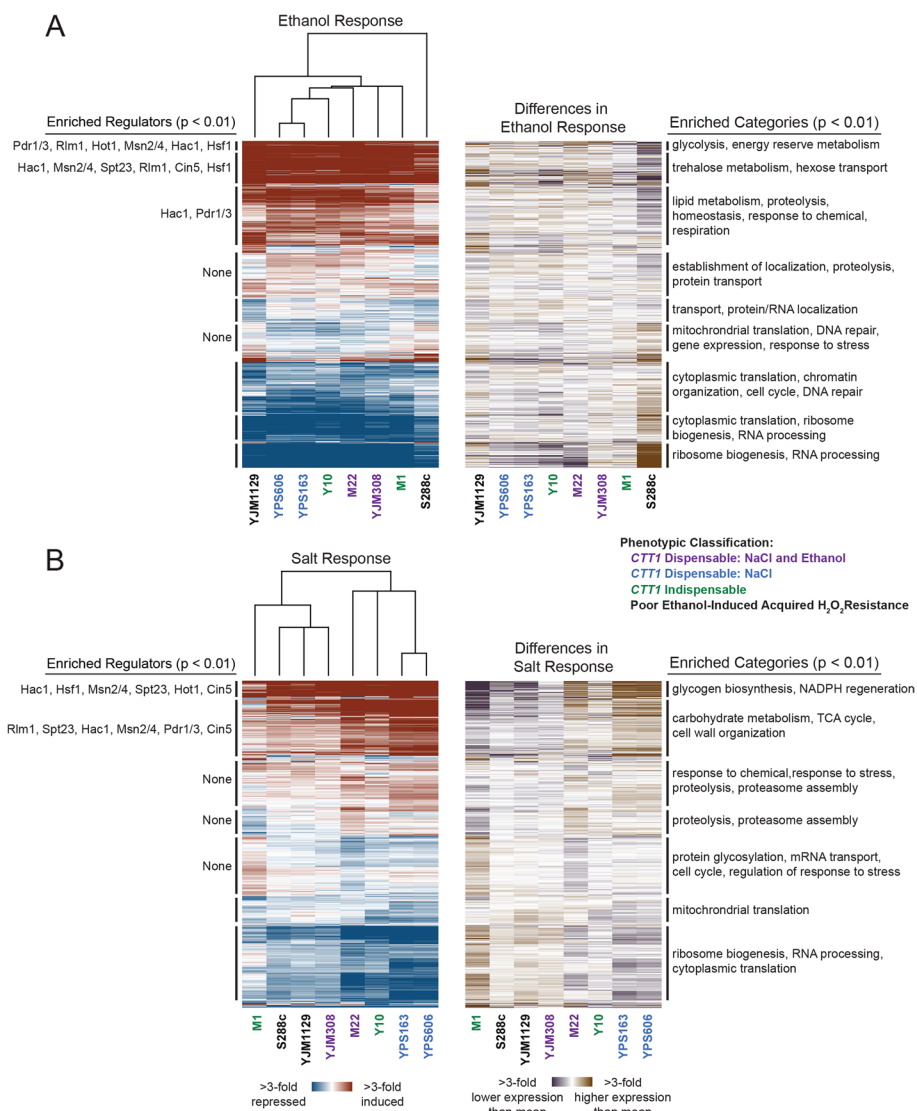 A
Ethanol Response
Enriched Regulators (p < 0.01)
Differences in
Ethanol Response
Enriched Categories (p < 0.01)
Pdr1/3, Rlm1, Hot1, Msn2/4, Hac1, Hsf1
Hac1, Msn2/4, Spt23, Rlm1, Cin5, Hsf1
Hac1, Pdr1/3
None
None
glycolysis, energy reserve metabolism
trehalose metabolism, hexose transport
lipid metabolism, proteolysis,
homeostasis, response to chemical,
respiration
establishment of localization, proteolysis,
protein transport
transport, protein/RNA localization
mitochrondrial translation, DNA repair,
gene expression, response to stress
cytoplasmic translation, chromatin
organization, cell cycle, DNA repair
cytoplasmic translation, ribosome
biogenesis, RNA processing
ribosome biogenesis, RNA processing
YJM1129
YPS606
YPS163
Y10
M22
YJM308
M1
S288c
YJM1129
YPS606
YPS163
Y10
M22
YJM308
M1
S288c
Phenotypic Classification:
CTT1 Dispensable: NaCl and Ethanol
CTT1 Dispensable: NaCl
CTT1 Indispensable
Poor Ethanol-Induced Acquired H2O2Resistance
B
Salt Response
Enriched Regulators (p < 0.01)
Differences in
Salt Response
Enriched Categories (p < 0.01)
Hac1, Hsf1, Msn2/4, Spt23, Hot1, Cin5
Rlm1, Spt23, Hac1, Msn2/4, Pdr1/3, Cin5
None
None
None
glycogen biosynthesis, NADPH regeneration
carbohydrate metabolism, TCA cycle,
cell wall organization
response to chemical,response to stress,
proteolysis, proteasome assembly
proteolysis, proteasome assembly
protein glycosylation, mRNA transport,
cell cycle, regulation of response to stress
mitochrondrial translation
ribosome biogenesis, RNA processing,
cytoplasmic translation
M1
S288c
YJM1129
YJM308
M22
Y10
YPS163
YPS606
M1
S288c
YJM1129
YJM308
M22
Y10
YPS163
YPS606
>3-fold
repressed
>3-fold
induced
>3-fold
lower expression
than mean
>3-fold
higher expression
than mean